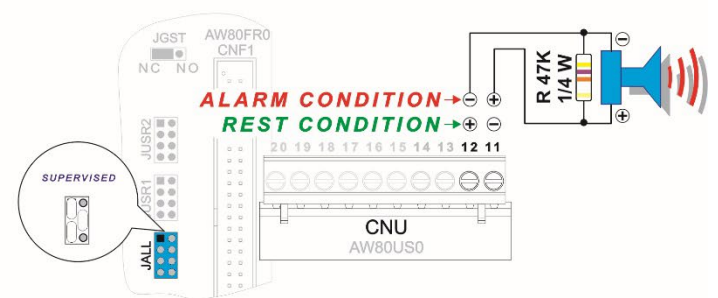 JGST
NC NO
AW80FR0
CNF1
ALARM CONDITION→⊖ ⊕
REST CONDITION→⊕ ⊖
20 19 18 17 16 15 14 13 12 11
R 47K
1/4 W
⊖
⊕
JUSR2
JUSR1
JALL
SUPERVISED
CNU
AW80US0